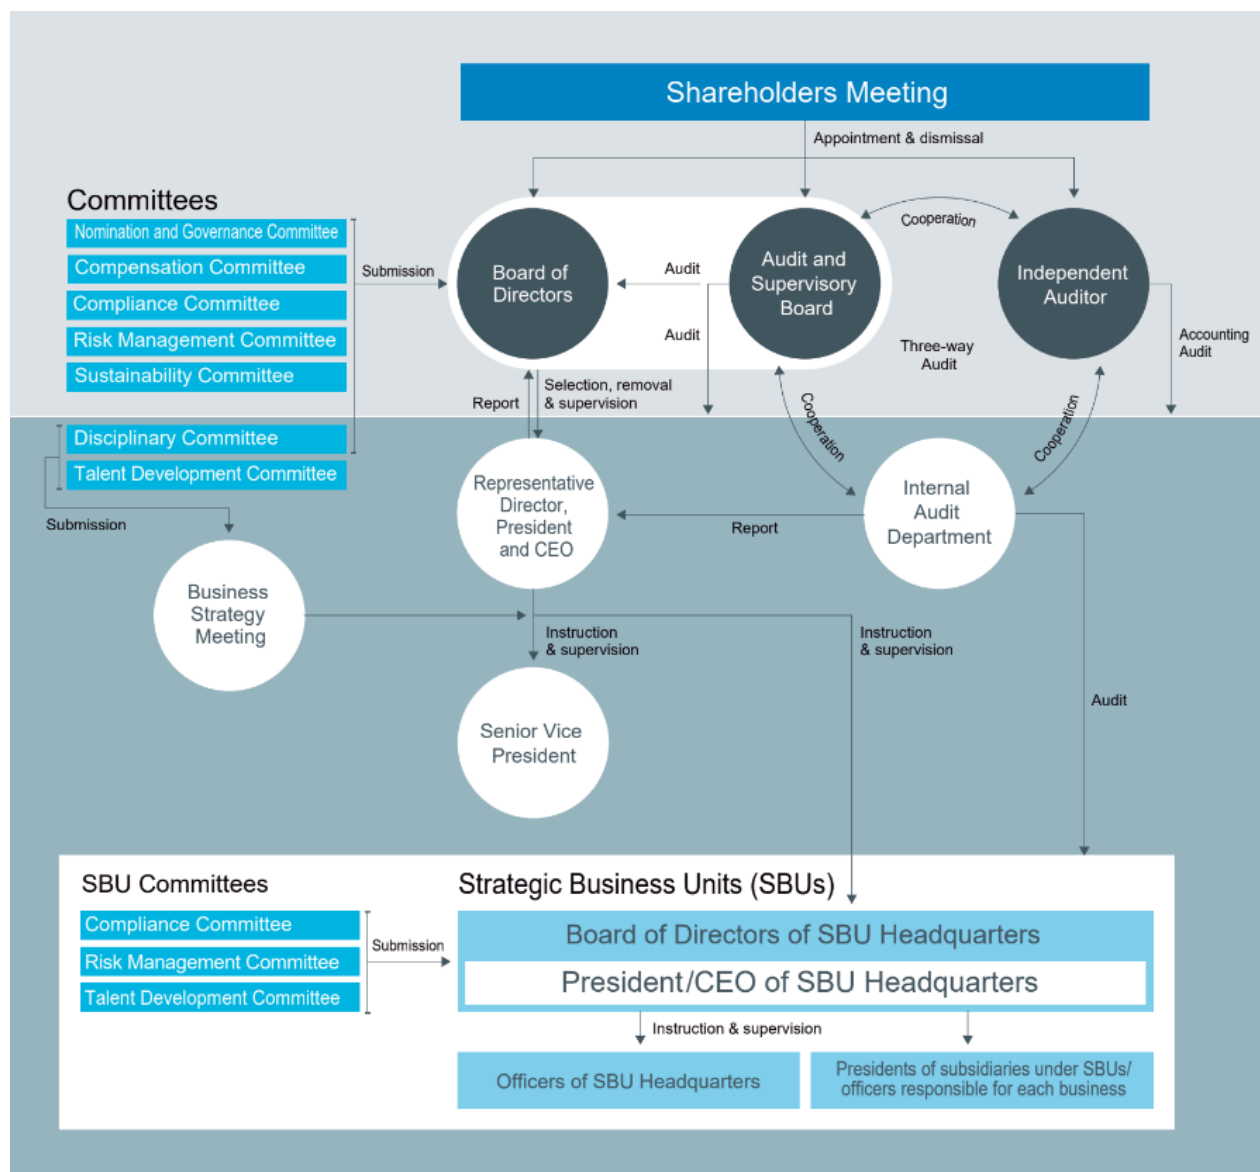 Shareholders Meeting
Appointment & dismissal
Committees
Nomination and Governance Committee
Compensation Committee
Compliance Committee
Risk Management Committee
Sustainability Committee
Disciplinary Committee
Talent Development Committee
Submission
Submission
Board of
Directors
Audit
Audit
Audit and
Supervisory
Board
Cooperation
Independent
Auditor
Three-way
Audit
Accounting
Audit
Report
Selection, removal
& supervision
Cooperation
Cooperation
Representative
Director,
President
and CEO
Report
Internal
Audit
Department
Business
Strategy
Meeting
Instruction
& supervision
Instruction
& supervision
Audit
Senior Vice
President
SBU Committees
Compliance Committee
Risk Management Committee
Talent Development Committee
Submission
Strategic Business Units (SBUs)
Board of Directors of SBU Headquarters
President/CEO of SBU Headquarters
Instruction & supervision
Officers of SBU Headquarters
Presidents of subsidiaries under SBUs/
officers responsible for each business